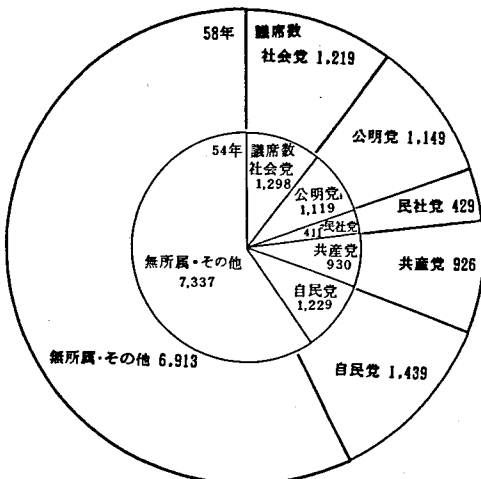 58年 議席数
社会党 1,219
公明党 1,149
民社党 429
共産党 926
自民党 1,439
無所属・その他 6,913
54年 議席数
社会党
1,298
公明党
1,119
411 民社党
共産党
930
自民党
1,229
無所属・その他
7,337